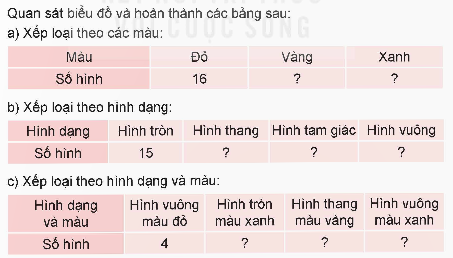 Quan sát biểu đồ và hoàn thành các bảng sau:
a) Xếp loại theo các màu:
Màu Đỏ Vàng Xanh
Số hình 16 ? ?
b) Xếp loại theo hình dạng:
Hình dạng Hình tròn Hình thang Hình tam giác Hình vuông
Số hình 15 ? ? ?
c) Xếp loại theo hình dạng và màu:
Hình dạng Hình vuông Hình tròn Hình thang Hình vuông
và màu màu đỏ màu xanh màu vàng màu xanh
Số hình 4 ? ? ?